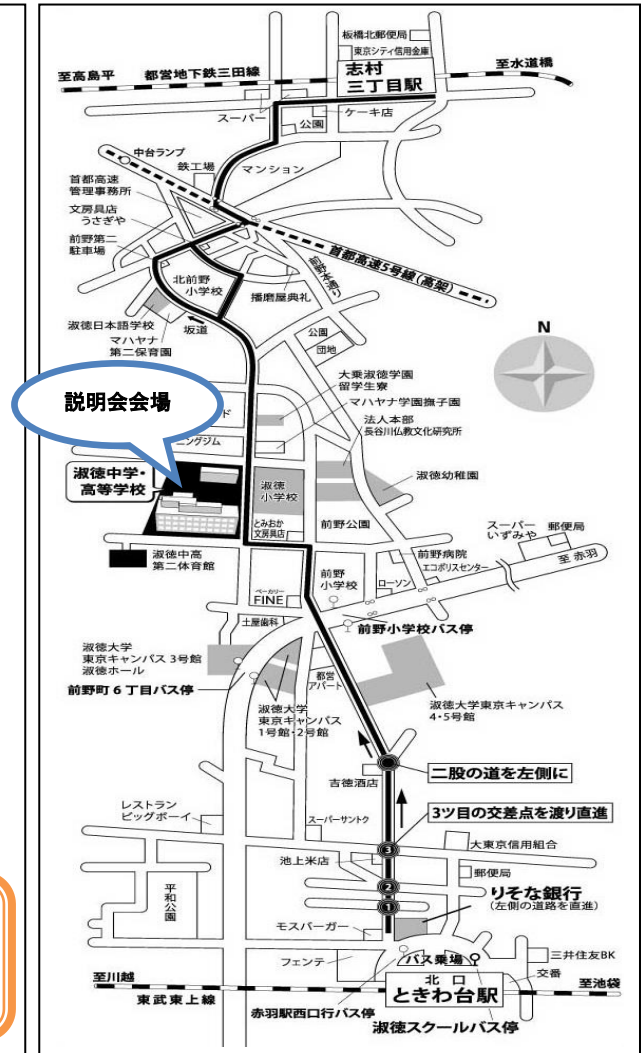 板橋北郵便局
東京シティ信用金庫
至高島平
都営地下鉄三田線
志村
三丁目駅
至水道橋
スーパー
ケーキ店
公園
中台ランプ
鉄工場
マンション
首都高速
管理事務所
文房具店
うさぎや
前野第二
駐車場
首都高速5号線(高架)
前野本通り
北前野
小学校
播磨屋典礼
淑徳日本語学校
坂道
マハヤナ
第二保育園
公園
団地
N
大乗淑徳学園
留学生寮
説明会会場
ド
マハヤナ学園撫子園
ニングジム
法人本部
長谷川仏教文化研究所
淑徳中学・
高等学校
淑徳
小学校
淑徳幼稚園
とみおか
文房具店
前野公園
スーパー
いずみや
郵便局
至 赤羽
淑徳中高
第二体育館
前野病院
エコポリスセンター
前野
小学校
ローソン
ベーカリー
FINE
土屋歯科
前野小学校バス停
淑徳大学
東京キャンパス 3号館
淑徳ホール
都営
アパート
前野町 6 丁目バス停
淑徳大学
東京キャンパス
1号館・2号館
淑徳大学東京キャンパス
4・5号館
二股の道を左側に
吉徳酒店
レストラン
ビッグボーイ
スーパーサントク
3ツ目の交差点を渡り直進
3
大東京信用組合
池上米店
郵便局
2
りそな銀行
(左側の道路を直進)
1
平和公園
モスバーガー
フェンテ
バス乗場
三井住友BK
交番
至川越
東武東上線
北 口
ときわ台駅
至池袋
赤羽駅西口行バス停
淑徳スクールバス停